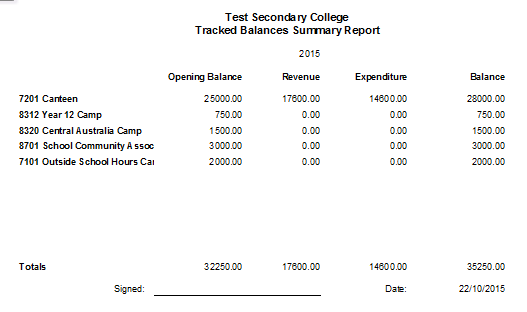 Test Secondary College
Tracked Balances Summary Report
2015
Opening Balance Revenue Expenditure Balance
7201 Canteen 25000.00 17600.00 14600.00 28000.00
8312 Year 12 Camp 750.00 0.00 0.00 750.00
8320 Central Australia Camp 1500.00 0.00 0.00 1500.00
8701 School Community Assoc 3000.00 0.00 0.00 3000.00
7101 Outside School Hours Car 2000.00 0.00 0.00 2000.00
Totals 32250.00 17600.00 14600.00 35250.00
Signed: Date: 22/10/2015